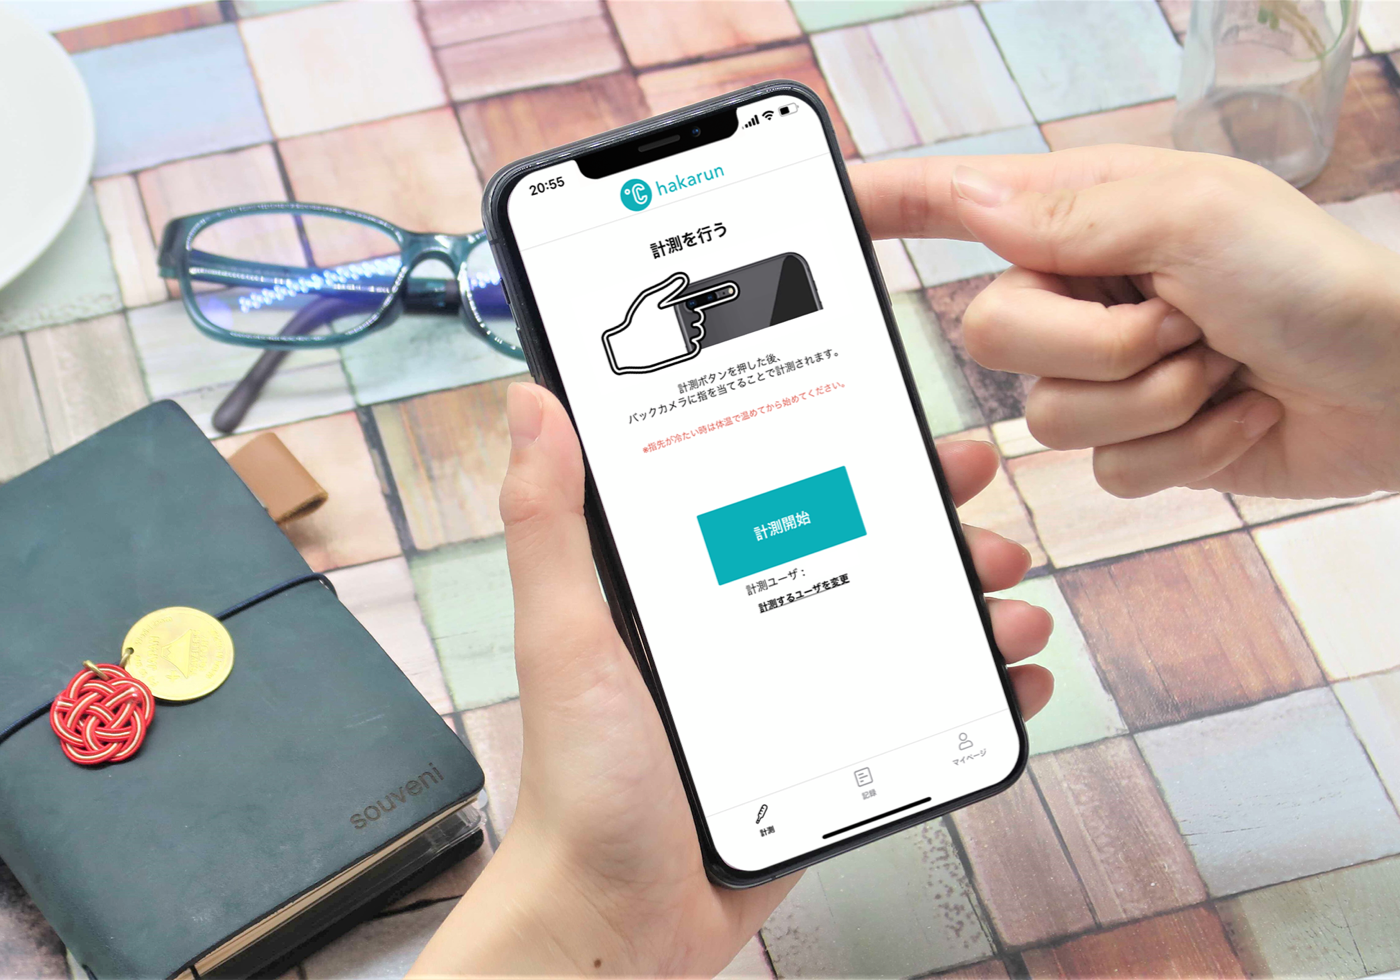 20:55
℃ hakarun
計測を行う
計測ボタンを押した後、
バックカメラに指を当てることで計測されます。
※指先が冷たい時は体温で温めてから始めてください。
計測開始
計測ユーザ：
計測するユーザを変更
計測
記録
マイページ
souveni